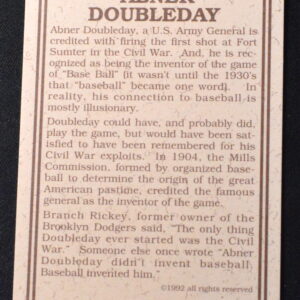 ABNER
DOUBLEDAY
Abner Doubleday, a U.S. Army General is
credited with firing the first shot at Fort
Sumter in the Civil War. And, he is rec-
ognized as being the inventor of the game
of "Base Ball" (it wasn't until the 1930's
that "baseball" became one word). In
reality, his connection to baseball is
mostly illusionary.
Doubleday could have, and probably did,
play the game, but would have been sat-
isfied to have been remembered for his
Civil War exploits. In 1904, the Mills
Commission, formed by organized base-
ball to determine the origin of the great
American pastime, credited the famous
general as the inventor of the game.
Branch Rickey, former owner of the
Brooklyn Dodgers said, "The only thing
Doubleday ever started was the Civil
War." Someone else once wrote "Abner
Doubleday didn't invent baseball,
Baseball invented him."
©1992 all rights reserved